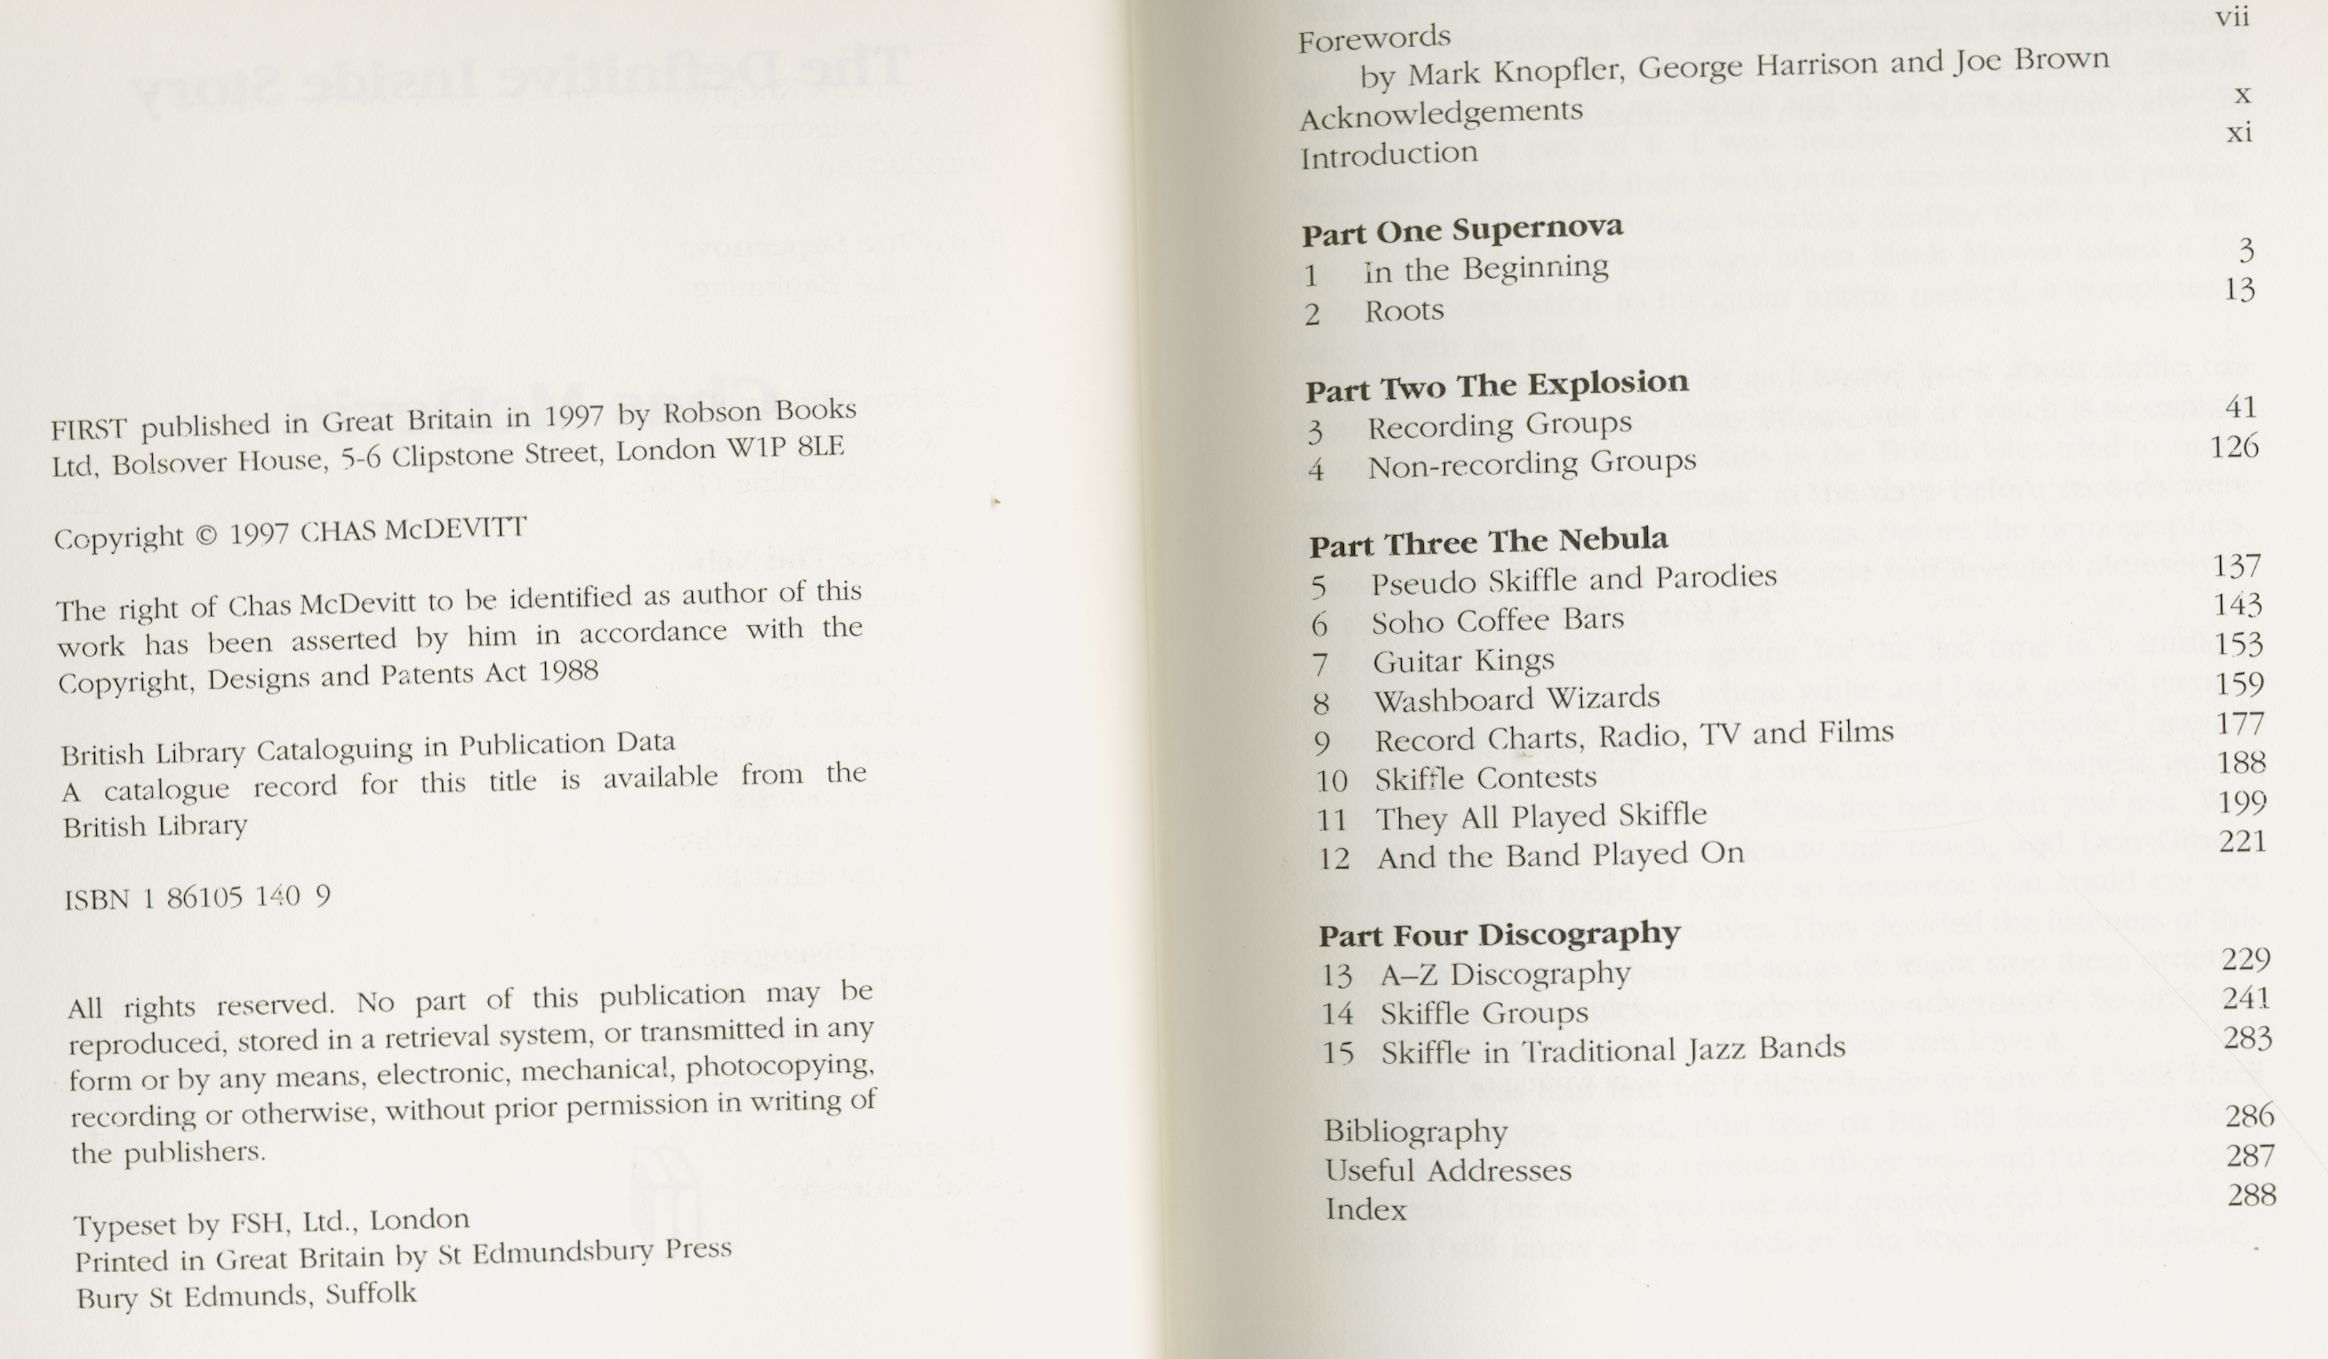 FIRST published in Great Britain in 1997 by Robson Books
Ltd, Bolsover House, 5-6 Clipstone Street, London W1P 8LE
Copyright © 1997 CHAS McDEVITT
The right of Chas McDevitt to be identified as author of this
work has been asserted by him in accordance with the
Copyright, Designs and Patents Act 1988
British Library Cataloguing in Publication Data
A catalogue record for this title is available from the
British Library
ISBN 1 86105 140 9
All rights reserved. No part of this publication may be
reproduced, stored in a retrieval system, or transmitted in any
form or by any means, electronic, mechanical, photocopying,
recording or otherwise, without prior permission in writing of
the publishers.
Typeset by FSH, Ltd., London
Printed in Great Britain by St Edmundsbury Press
Bury St Edmunds, Suffolk
Forewords vii
by Mark Knopfler, George Harrison and Joe Brown
Acknowledgements x
Introduction xi
Part One Supernova
1 In the Beginning 3
2 Roots 13
Part Two The Explosion
3 Recording Groups 41
4 Non-recording Groups 126
Part Three The Nebula
5 Pseudo Skiffle and Parodies 137
6 Soho Coffee Bars 143
7 Guitar Kings 153
8 Washboard Wizards 159
9 Record Charts, Radio, TV and Films 177
10 Skiffle Contests 188
11 They All Played Skiffle 199
12 And the Band Played On 221
Part Four Discography
13 A–Z Discography 229
14 Skiffle Groups 241
15 Skiffle in Traditional Jazz Bands 283
Bibliography 286
Useful Addresses 287
Index 288